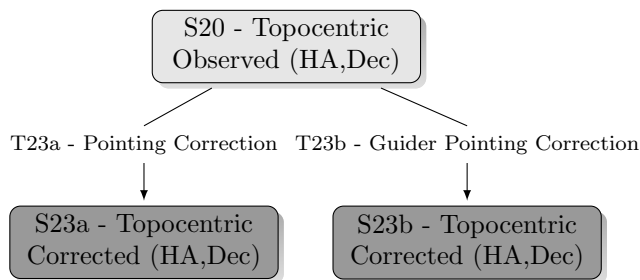 S20 - Topocentric
Observed (HA,Dec)
T23a - Pointing Correction
T23b - Guider Pointing Correction
S23a - Topocentric
Corrected (HA,Dec)
S23b - Topocentric
Corrected (HA,Dec)